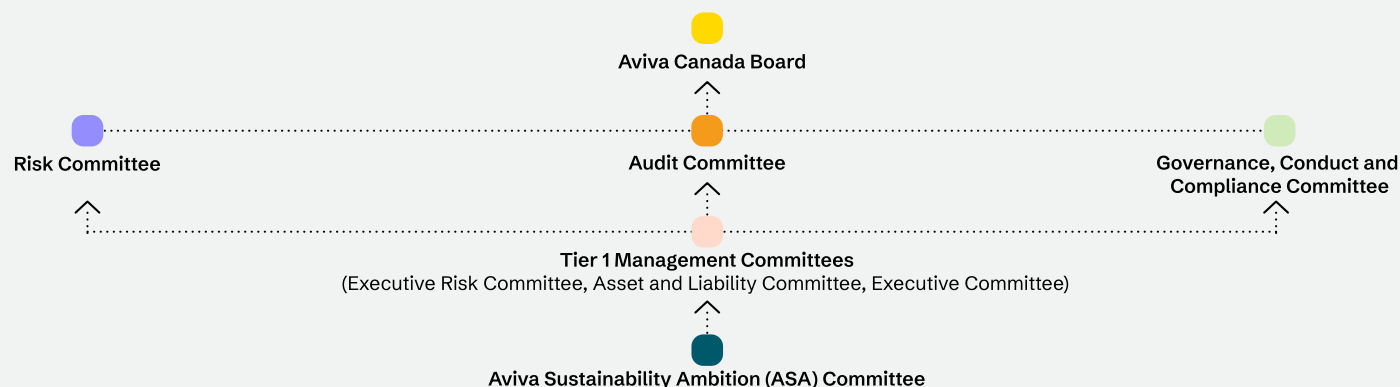 Aviva Canada Board
Risk Committee
Audit Committee
Governance, Conduct and
Compliance Committee
Tier 1 Management Committees
(Executive Risk Committee, Asset and Liability Committee, Executive Committee)
Aviva Sustainability Ambition (ASA) Committee